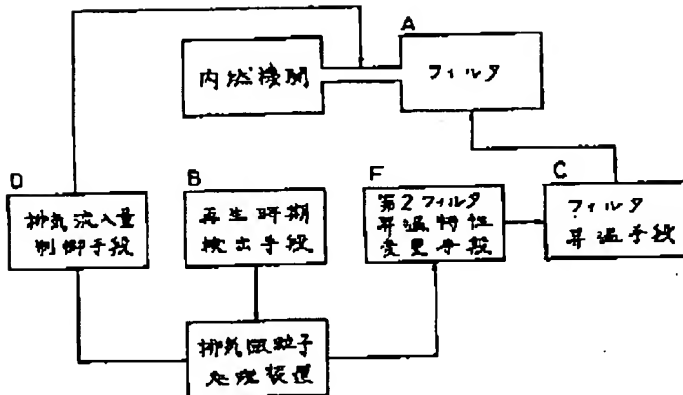 A
内燃機関
フィルタ
D
B
F
C
排気流入量
制御手段
再生時期
検出手段
第2フィルタ
昇温特性
変更手段
フィルタ
昇温手段
排気微粒子
処理装置